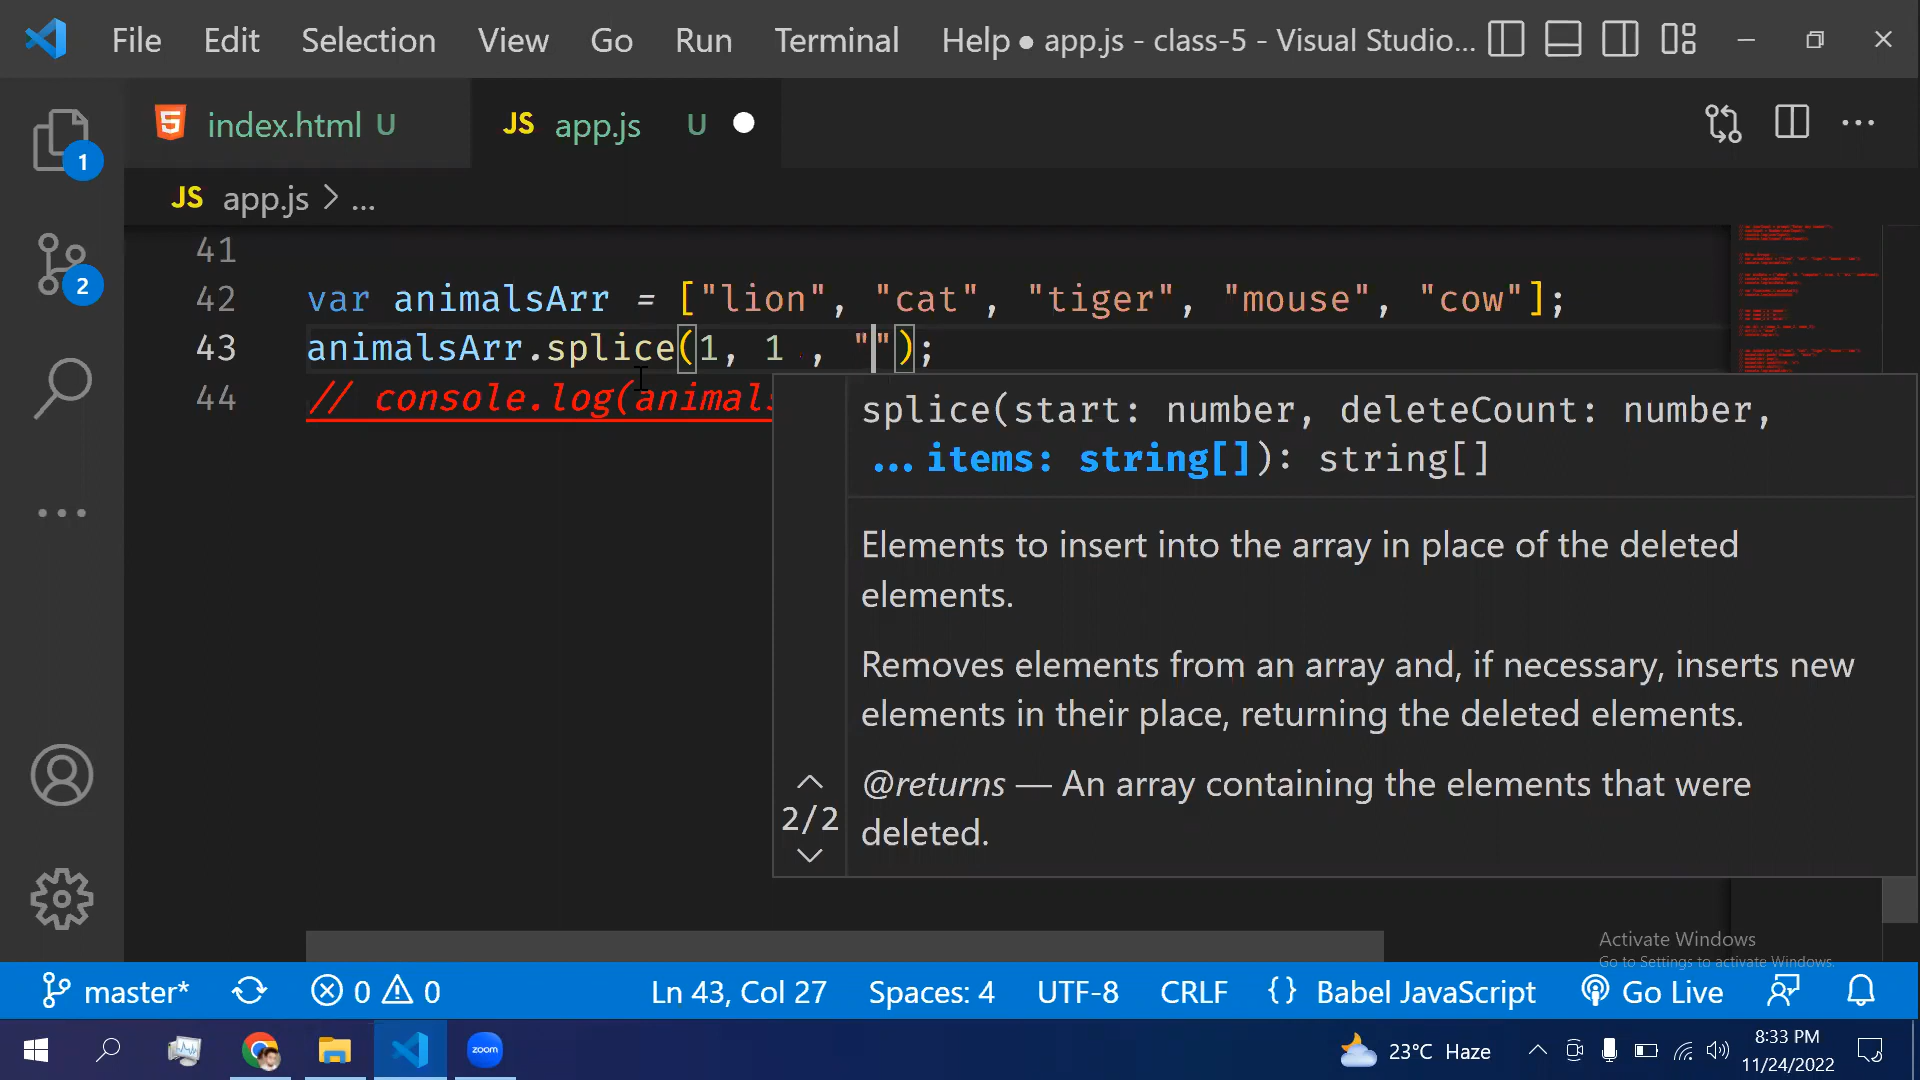 File Edit Selection View Go Run Terminal Help ● app.js - class-5 - Visual Studio...
index.html U
JS app.js U
JS app.js > ...
1
2
41
42 var animalsArr = ["lion", "cat", "tiger", "mouse", "cow"];
43 animalsArr.splice(1, 1 , "");
44 // console.log(animals
splice(start: number, deleteCount: number,
...items: string[]): string[]
Elements to insert into the array in place of the deleted
elements.
Removes elements from an array and, if necessary, inserts new
elements in their place, returning the deleted elements.
@returns — An array containing the elements that were
deleted.
2/2
Activate Windows
Go to Settings to activate Windows.
master* 0 0 Ln 43, Col 27 Spaces: 4 UTF-8 CRLF {} Babel JavaScript Go Live
zoom
23°C Haze
8:33 PM
11/24/2022